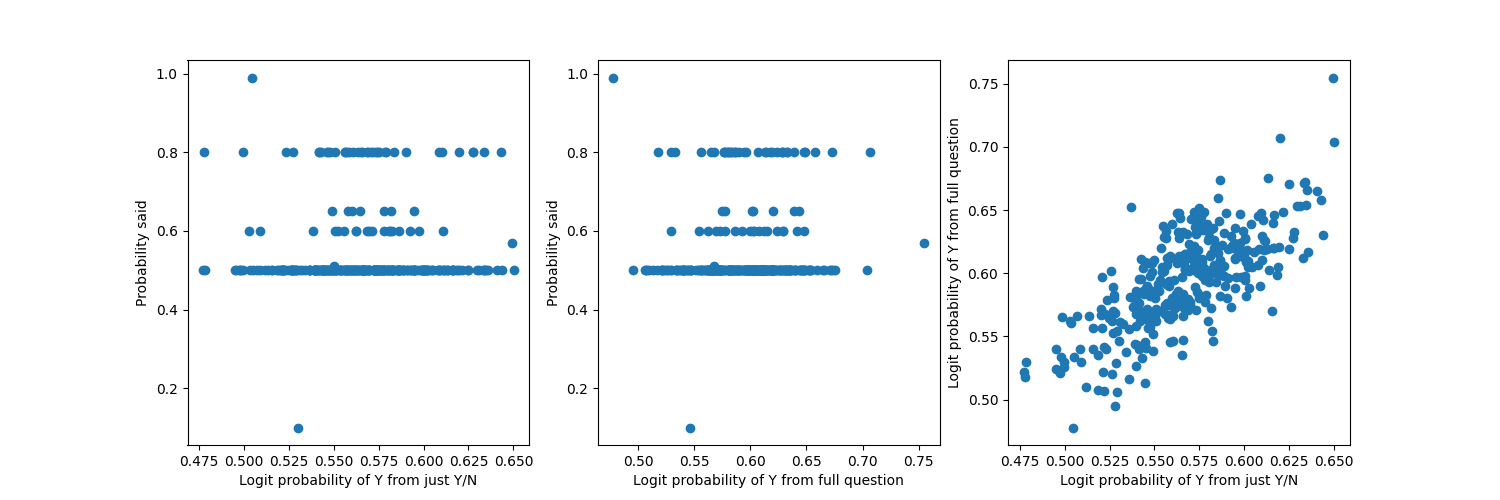 1.0
0.8
0.6
0.4
0.2
Probability said
0.475 0.500 0.525 0.550 0.575 0.600 0.625 0.650
Logit probability of Y from just Y/N
1.0
0.8
0.6
0.4
0.2
Probability said
0.50 0.55 0.60 0.65 0.70 0.75
Logit probability of Y from full question
0.75
0.70
0.65
0.60
0.55
0.50
Logit probability of Y from full question
0.475 0.500 0.525 0.550 0.575 0.600 0.625 0.650
Logit probability of Y from just Y/N